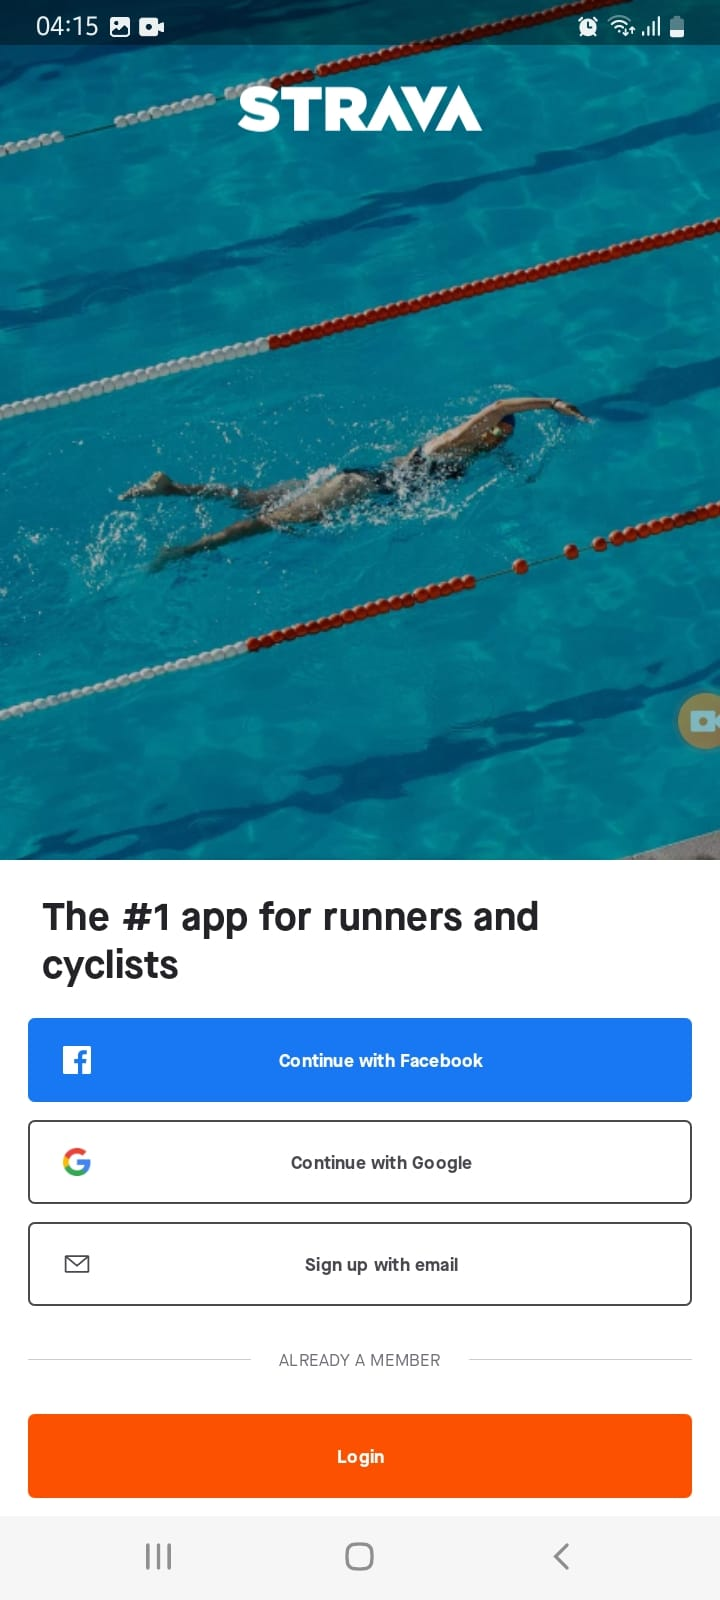 04:15
STRAVA
The #1 app for runners and
cyclists
Continue with Facebook
Continue with Google
Sign up with email
ALREADY A MEMBER
Login